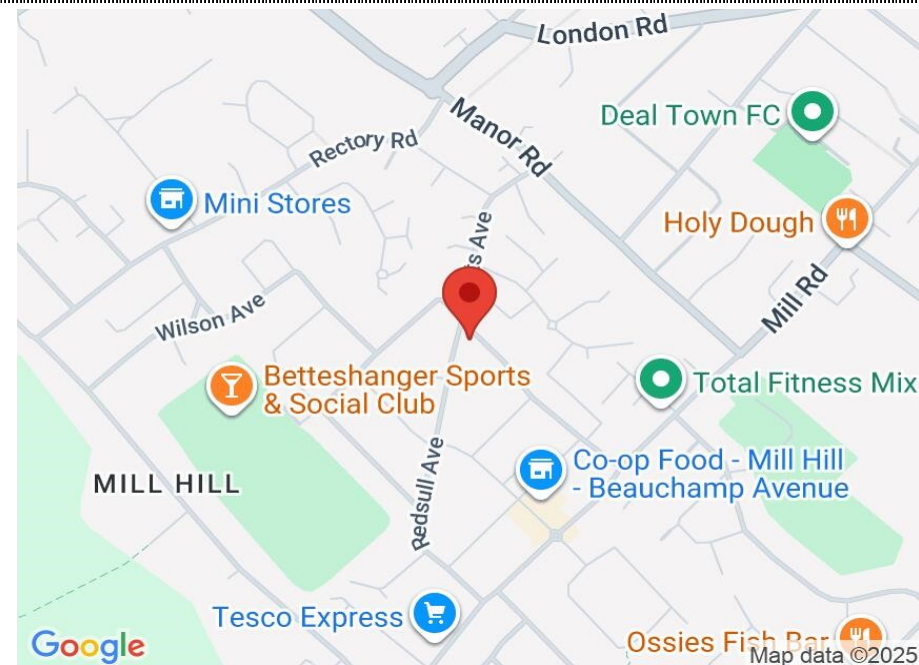 London Rd
Manor Rd
Deal Town FC
Rectory Rd
Mini Stores
Holy Dough
s Ave
Mill Rd
Wilson Ave
Betteshanger Sports
& Social Club
Total Fitness Mix
MILL HILL
Redsull Ave
Co-op Food - Mill Hill
- Beauchamp Avenue
Tesco Express
Ossies Fish Bar
Google
Map data ©2025